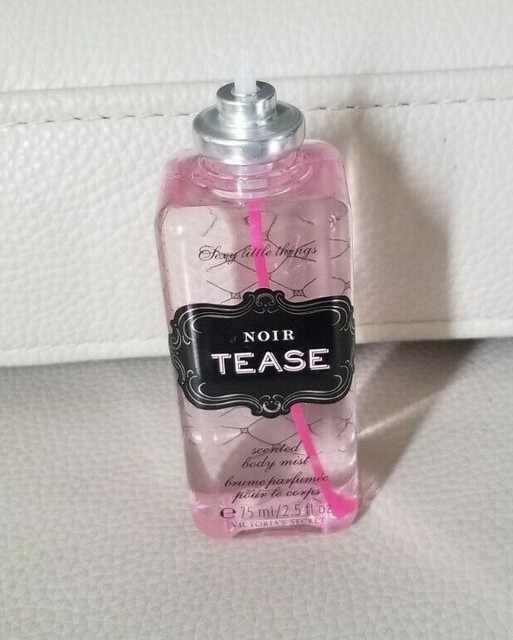 Sexy little things
NOIR
TEASE
scented
body mist
brume parfumée
pour le corps
e 75 ml/2.5 fl oz
VICTORIA'S SECRET